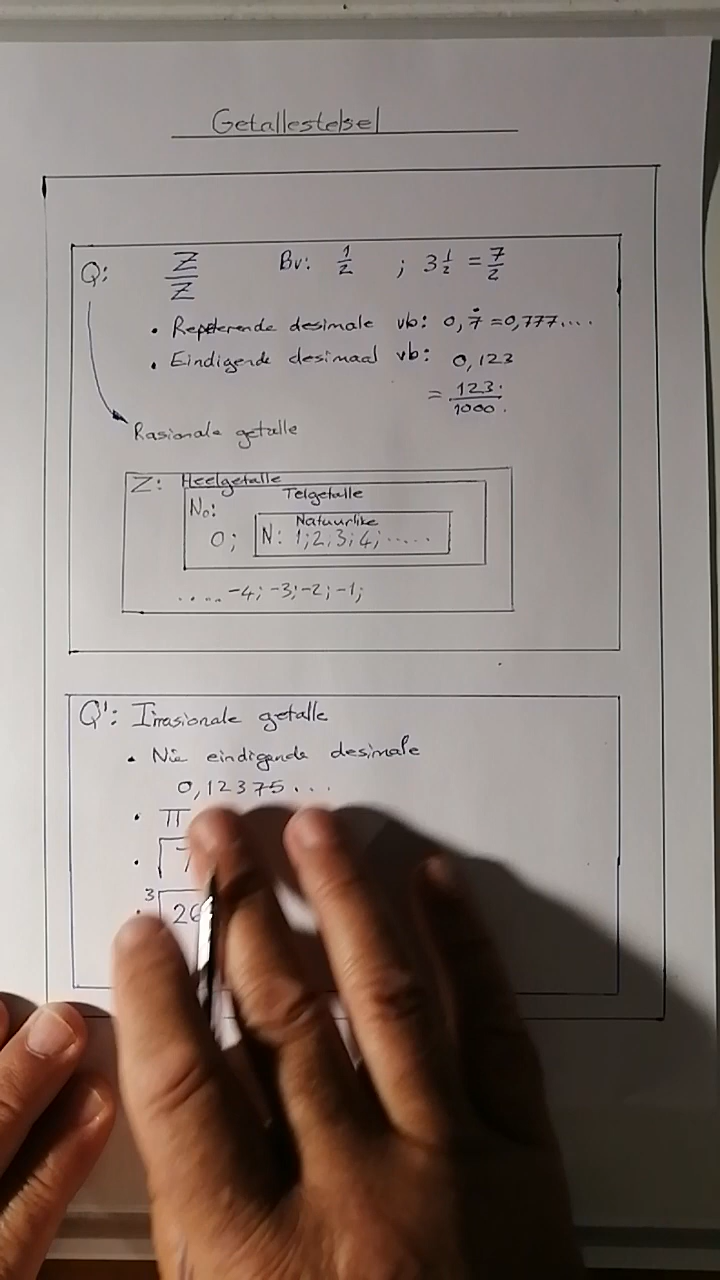 Getallestelsel
Q: Z/Z Bv: 1/2 ; 3 1/2 = 7/2
• Repeterende desimale vb: 0,7̇ = 0,777....
• Eindigende desimaal vb: 0,123
= 123/1000
Rasionale getalle
Z: Heelgetalle
Telgetalle
N₀:
Natuurlike
0; N: 1;2;3;4;.....
.....-4;-3;-2;-1;
Q': Irrasionale getalle
• Nie eindigende desimale
0,12375...
• π
• √7
• ∛26